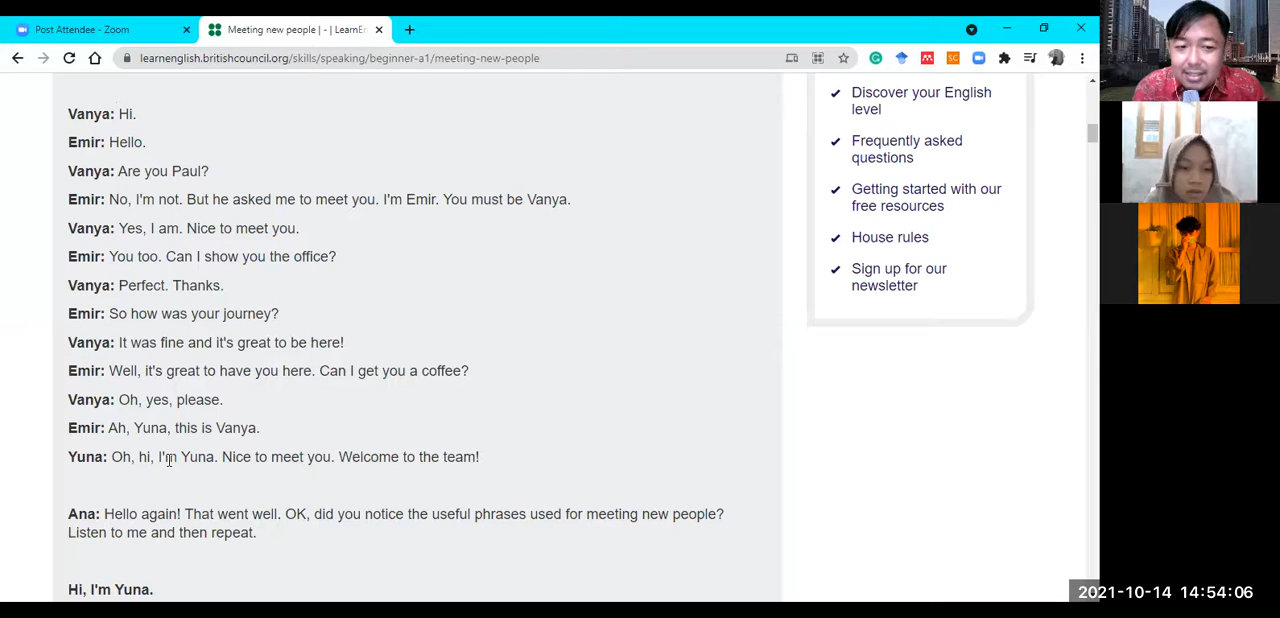 Post Attendee - Zoom
Meeting new people | - | LearnE
learnenglish.britishcouncil.org/skills/speaking/beginner-a1/meeting-new-people
Vanya: Hi.
Emir: Hello.
Vanya: Are you Paul?
Emir: No, I'm not. But he asked me to meet you. I'm Emir. You must be Vanya.
Vanya: Yes, I am. Nice to meet you.
Emir: You too. Can I show you the office?
Vanya: Perfect. Thanks.
Emir: So how was your journey?
Vanya: It was fine and it's great to be here!
Emir: Well, it's great to have you here. Can I get you a coffee?
Vanya: Oh, yes, please.
Emir: Ah, Yuna, this is Vanya.
Yuna: Oh, hi, I'm Yuna. Nice to meet you. Welcome to the team!
Ana: Hello again! That went well. OK, did you notice the useful phrases used for meeting new people?
Listen to me and then repeat.
Hi, I'm Yuna.
Discover your English
level
Frequently asked
questions
Getting started with our
free resources
House rules
Sign up for our
newsletter
2021-10-14 14:54:06